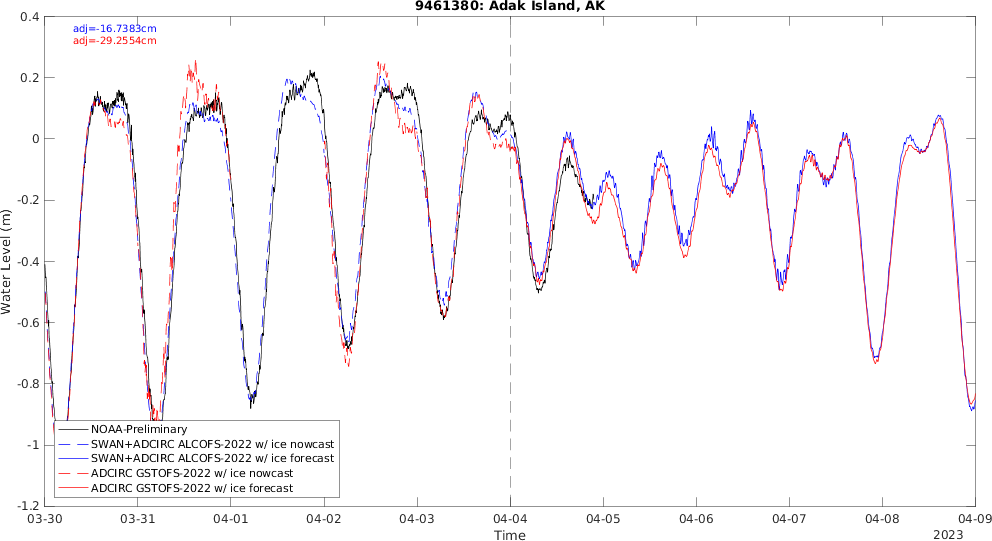 9461380: Adak Island, AK
adj=-16.7383cm
adj=-29.2554cm
0.4
0.2
0
-0.2
-0.4
-0.6
-0.8
-1
-1.2
Water Level (m)
NOAA-Preliminary
SWAN+ADCIRC ALCOFS-2022 w/ ice nowcast
SWAN+ADCIRC ALCOFS-2022 w/ ice forecast
ADCIRC GSTOFS-2022 w/ ice nowcast
ADCIRC GSTOFS-2022 w/ ice forecast
03-30 03-31 04-01 04-02 04-03 04-04 04-05 04-06 04-07 04-08 04-09
Time
2023